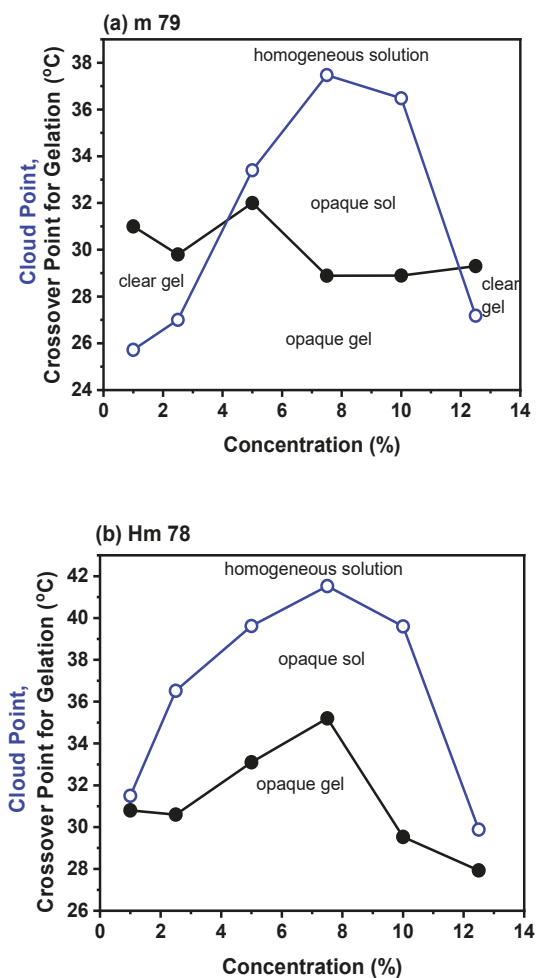 (a) m 79
Cloud Point,
Crossover Point for Gelation (°C)
38
36
34
32
30
28
26
24
homogeneous solution
opaque sol
clear gel
clear
gel
opaque gel
0 2 4 6 8 10 12 14
Concentration (%)
(b) Hm 78
Cloud Point,
Crossover Point for Gelation (°C)
42
40
38
36
34
32
30
28
26
homogeneous solution
opaque sol
opaque gel
0 2 4 6 8 10 12 14
Concentration (%)